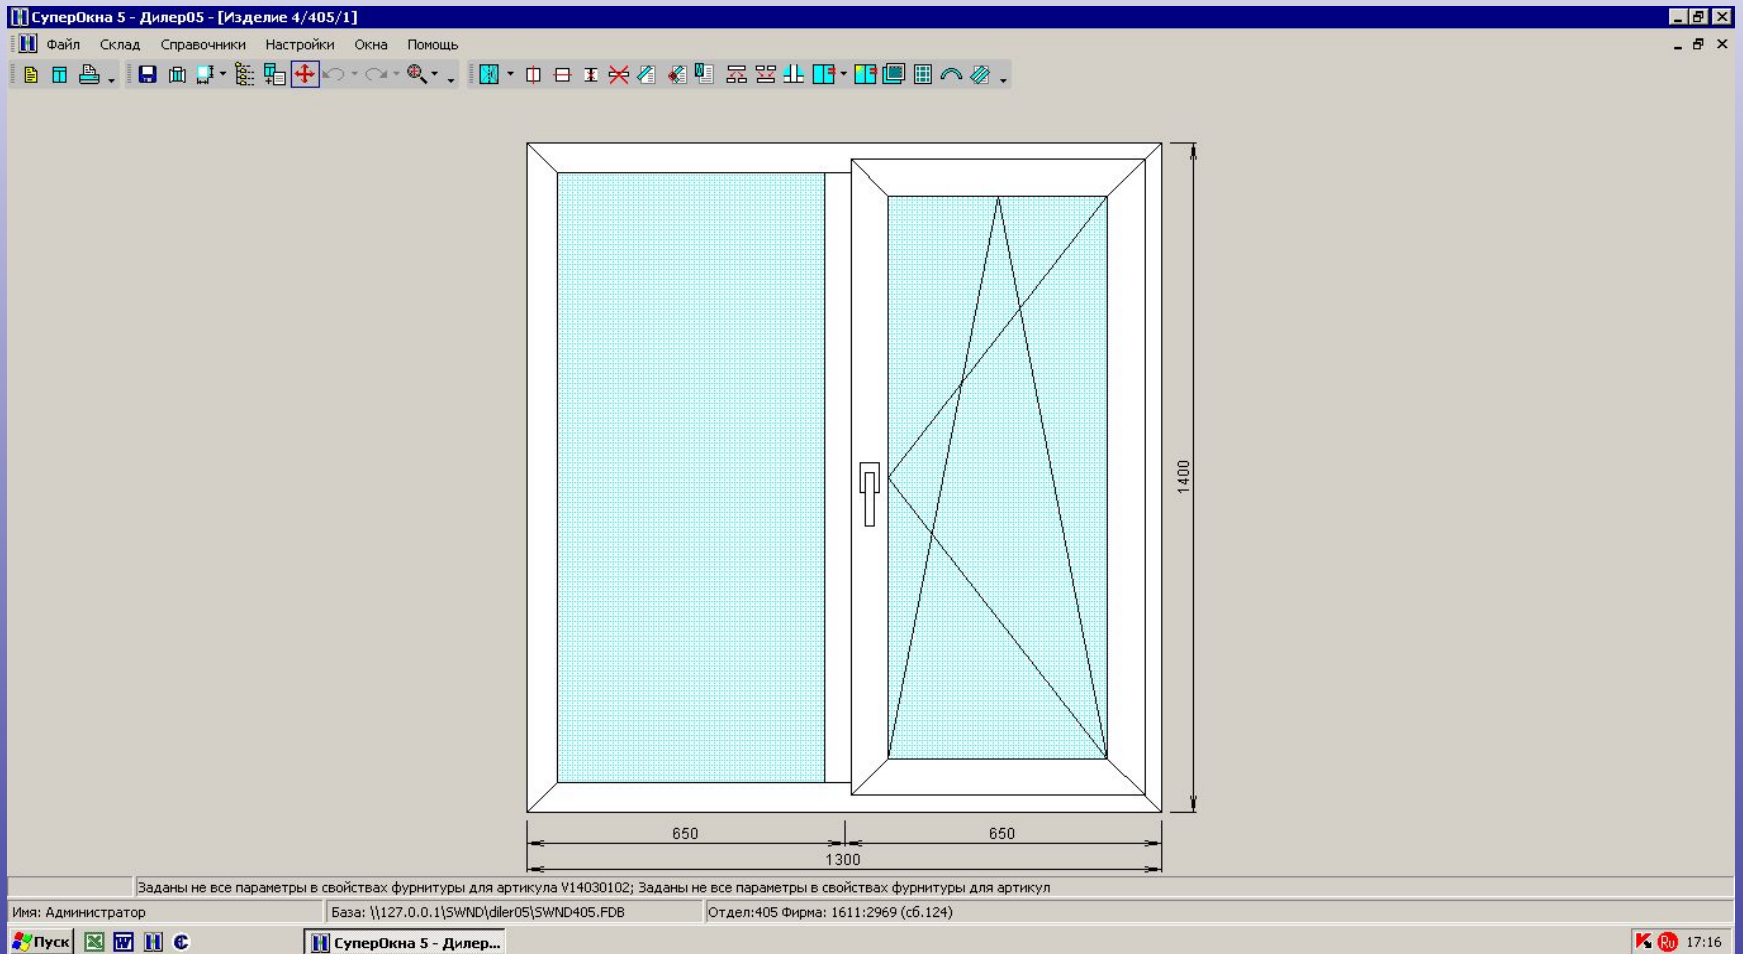 СуперОкна 5 - Дилер05 - [Изделие 4/405/1]
Файл Склад Справочники Настройки Окна Помощь
1400
650 650
1300
Заданы не все параметры в свойствах фурнитуры для артикула V14030102; Заданы не все параметры в свойствах фурнитуры для артикул
Имя: Администратор База: \\127.0.0.1\SWND\diler05\SWND405.FDB Отдел:405 Фирма: 1611:2969 (сб.124)
Пуск СуперОкна 5 - Дилер... Ru 17:16